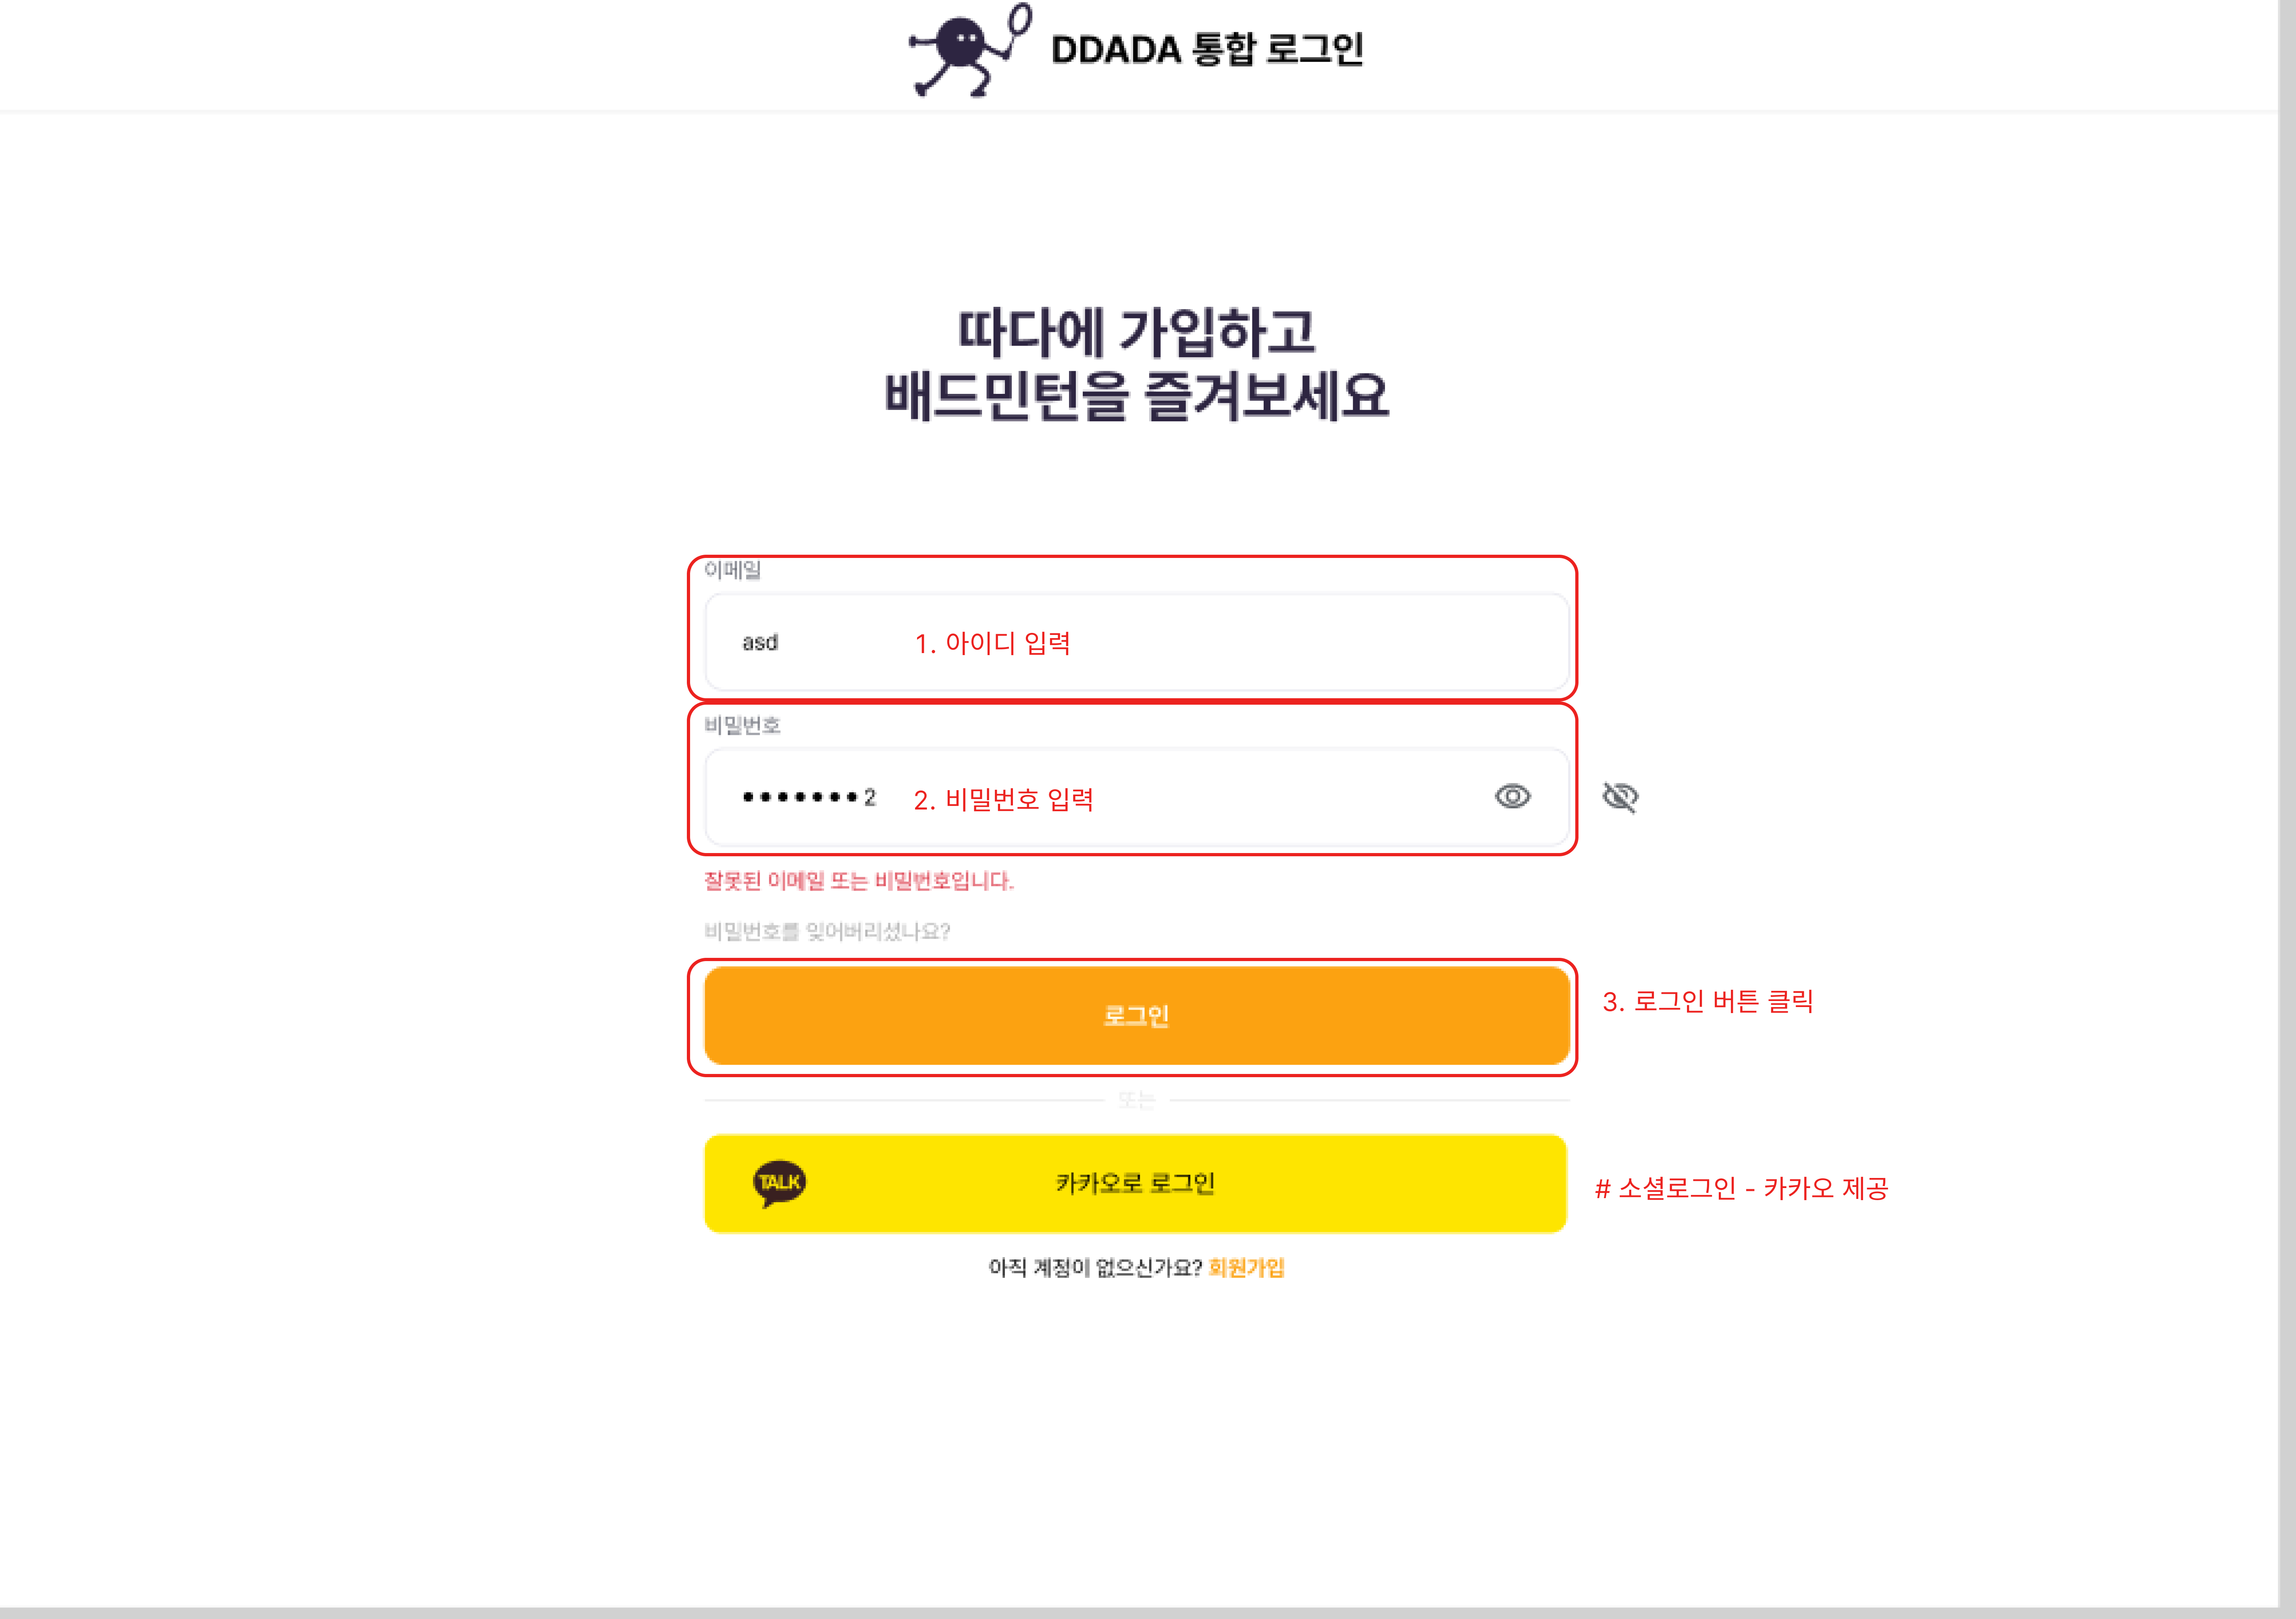 DDADA 통합 로그인
따다에 가입하고
배드민턴을 즐겨보세요
이메일
asd 1. 아이디 입력
비밀번호
•••••••2 2. 비밀번호 입력
잘못된 이메일 또는 비밀번호입니다.
비밀번호를 잊어버리셨나요?
로그인 3. 로그인 버튼 클릭
또는
TALK 카카오로 로그인 # 소셜로그인 - 카카오 제공
아직 계정이 없으신가요? 회원가입